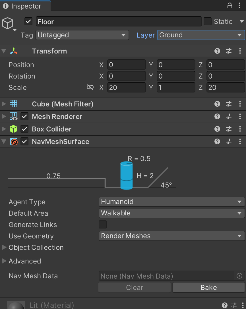 Inspector
Floor
Static
Tag Untagged Layer Ground
Transform
Position X 0 Y 0 Z 0
Rotation X 0 Y 0 Z 0
Scale X 20 Y 1 Z 20
Cube (Mesh Filter)
Mesh Renderer
Box Collider
NavMeshSurface
R = 0.5
0.75
H = 2
45°
Agent Type Humanoid
Default Area Walkable
Generate Links
Use Geometry Render Meshes
Object Collection
Advanced
Nav Mesh Data None (Nav Mesh Data)
Clear Bake
Lit (Material)